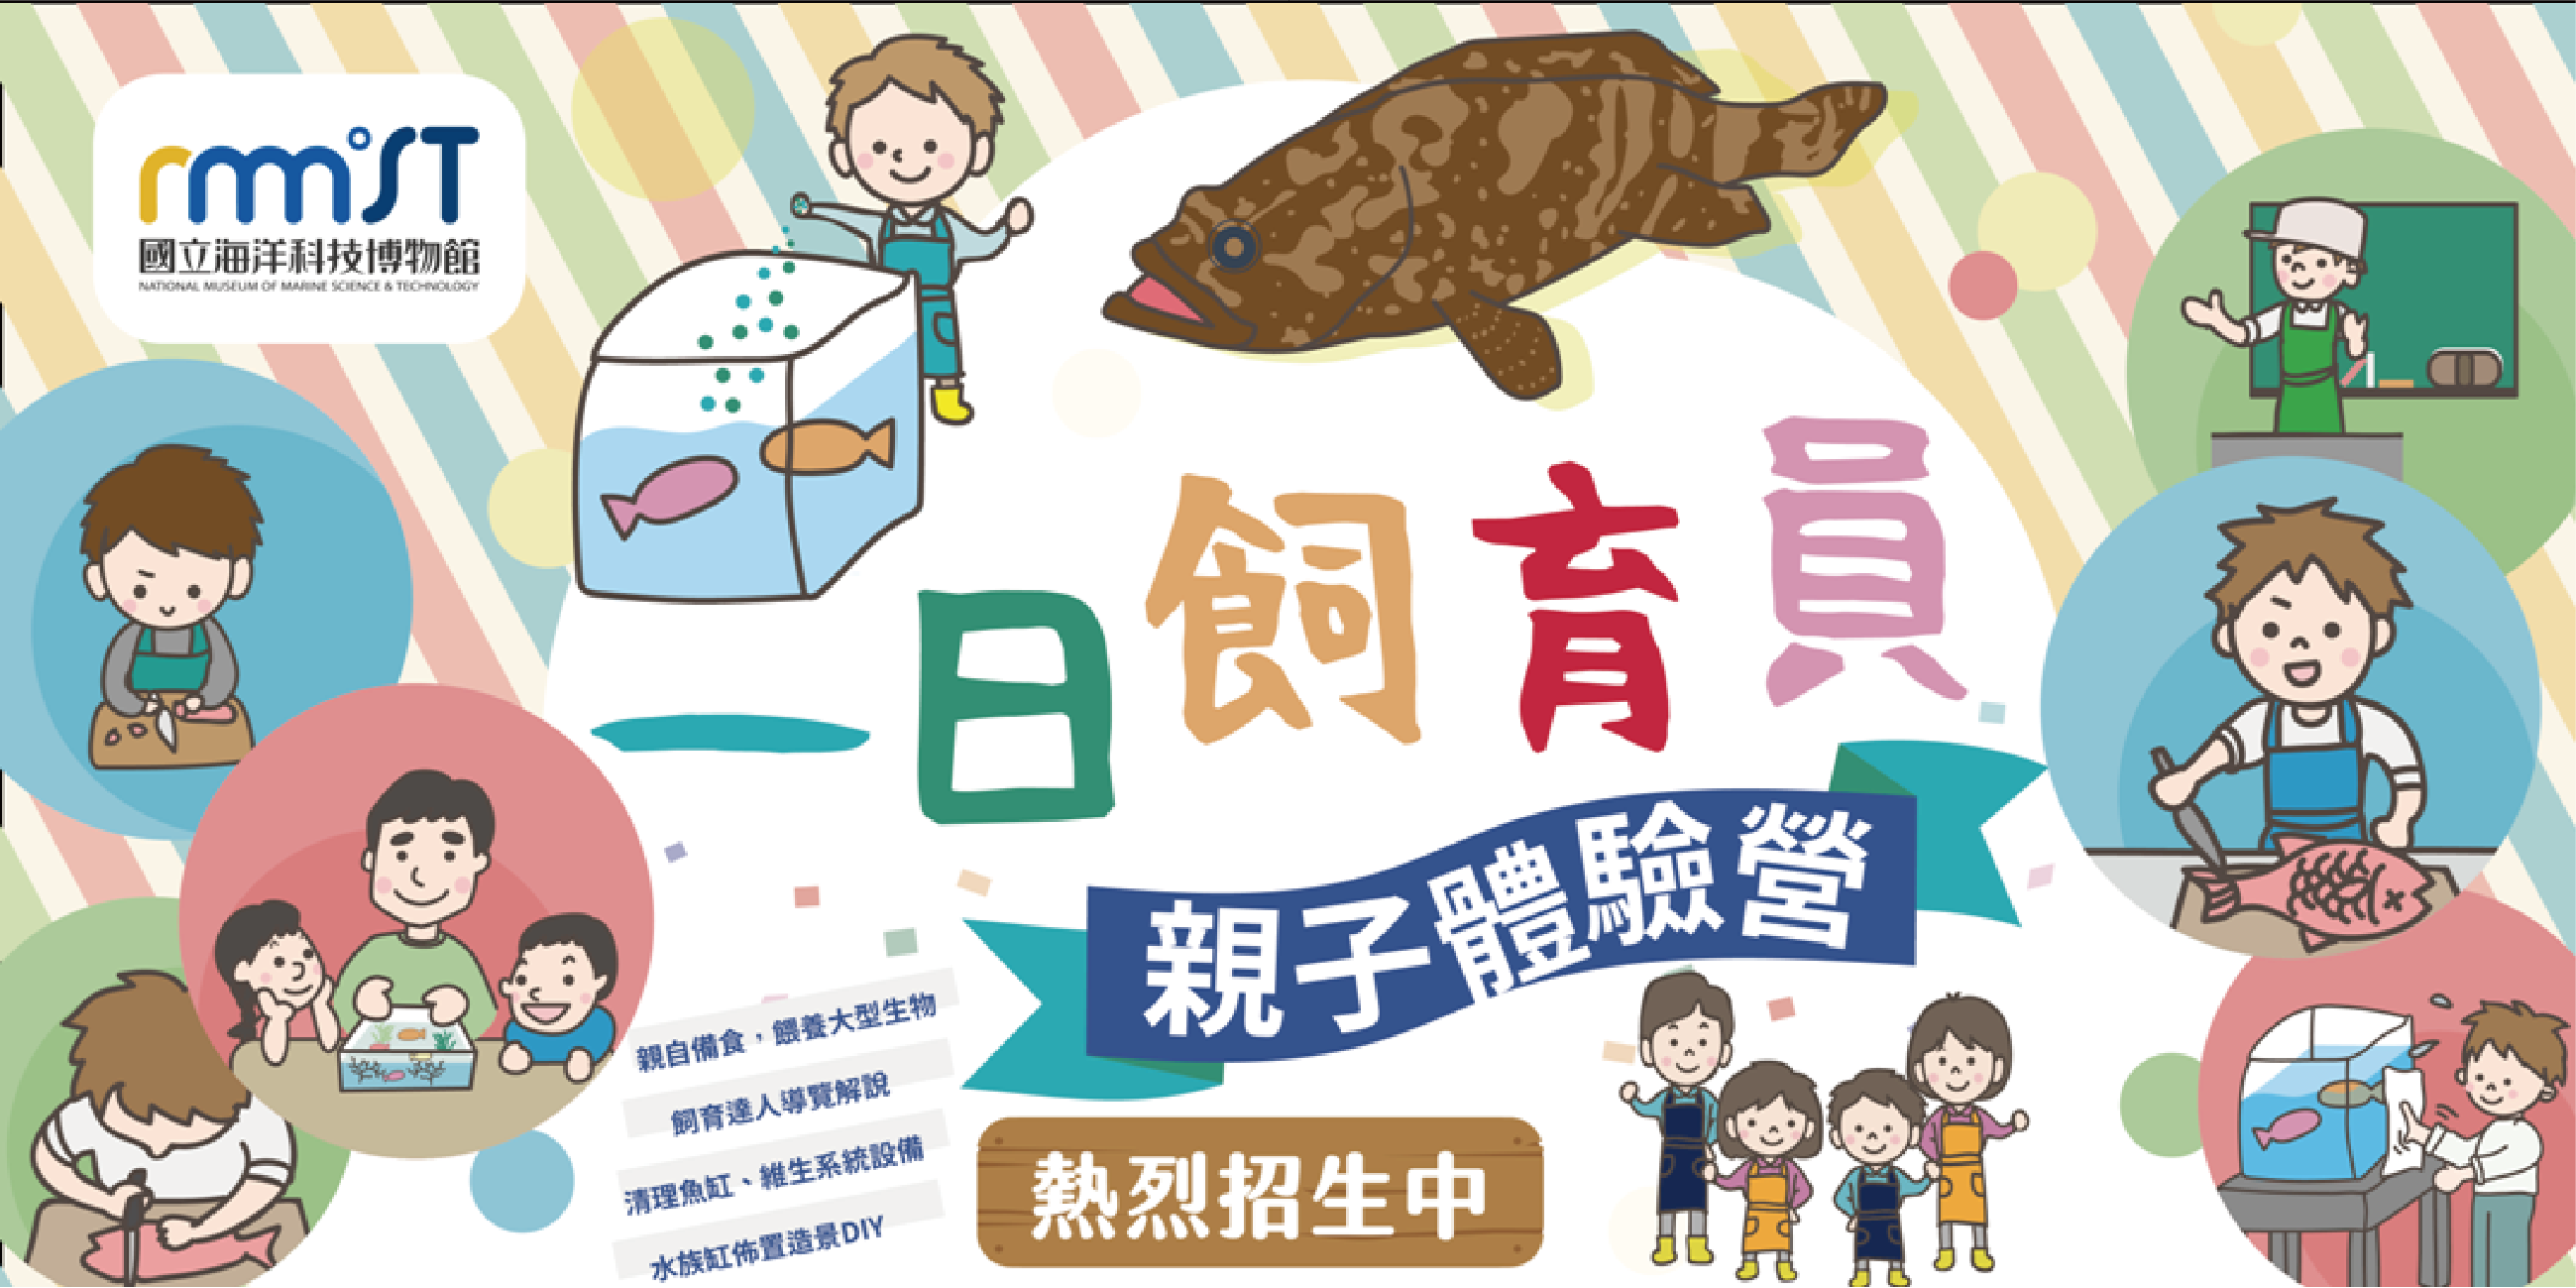 rmmiST
國立海洋科技博物館
NATIONAL MUSEUM OF MARINE SCIENCE & TECHNOLOGY
一日飼育員
親子體驗營
親自備食，餵養大型生物
飼育達人導覽解說
清理魚缸、維生系統設備
水族缸佈置造景DIY
熱烈招生中